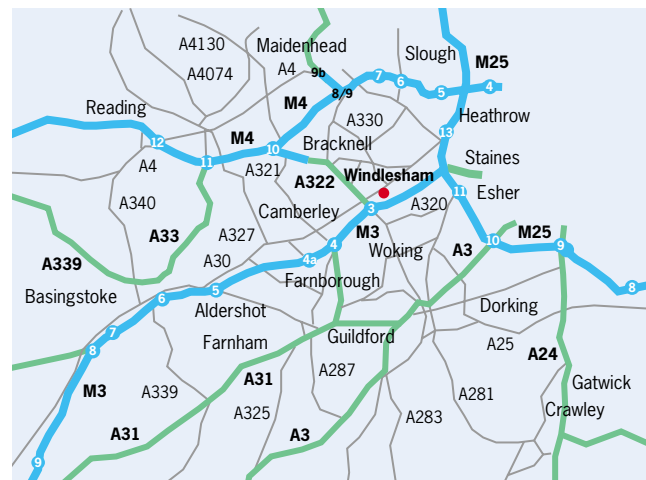 A4130
Maidenhead
Slough
M25
A4074
A4
9b
7
6
5
4
8/9
Reading
M4
A330
Heathrow
13
12
M4
10
Bracknell
11
Staines
A4
A321
A322
Windlesham
11
Esher
A340
Camberley
3
A320
A33
A327
M3
M25
A339
A30
4
Woking
A3
10
9
4a
Farnborough
8
Basingstoke
6
5
Aldershot
Dorking
7
Farnham
Guildford
A25
8
A24
M3
A339
A31
A287
Gatwick
A325
A281
Crawley
A31
A3
A283
9